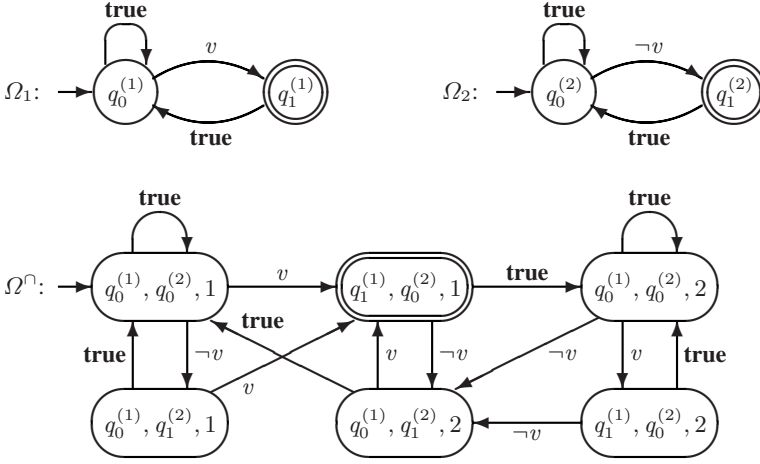 true true
v ¬v
Ω₁: q₀⁽¹⁾ q₁⁽¹⁾ Ω₂: q₀⁽²⁾ q₁⁽²⁾
true true
true true
Ω∩: q₀⁽¹⁾, q₀⁽²⁾, 1 v q₁⁽¹⁾, q₀⁽²⁾, 1 true q₀⁽¹⁾, q₀⁽²⁾, 2
true ¬v true v ¬v ¬v v true
v
q₀⁽¹⁾, q₁⁽²⁾, 1 q₀⁽¹⁾, q₁⁽²⁾, 2 ¬v q₁⁽¹⁾, q₀⁽²⁾, 2